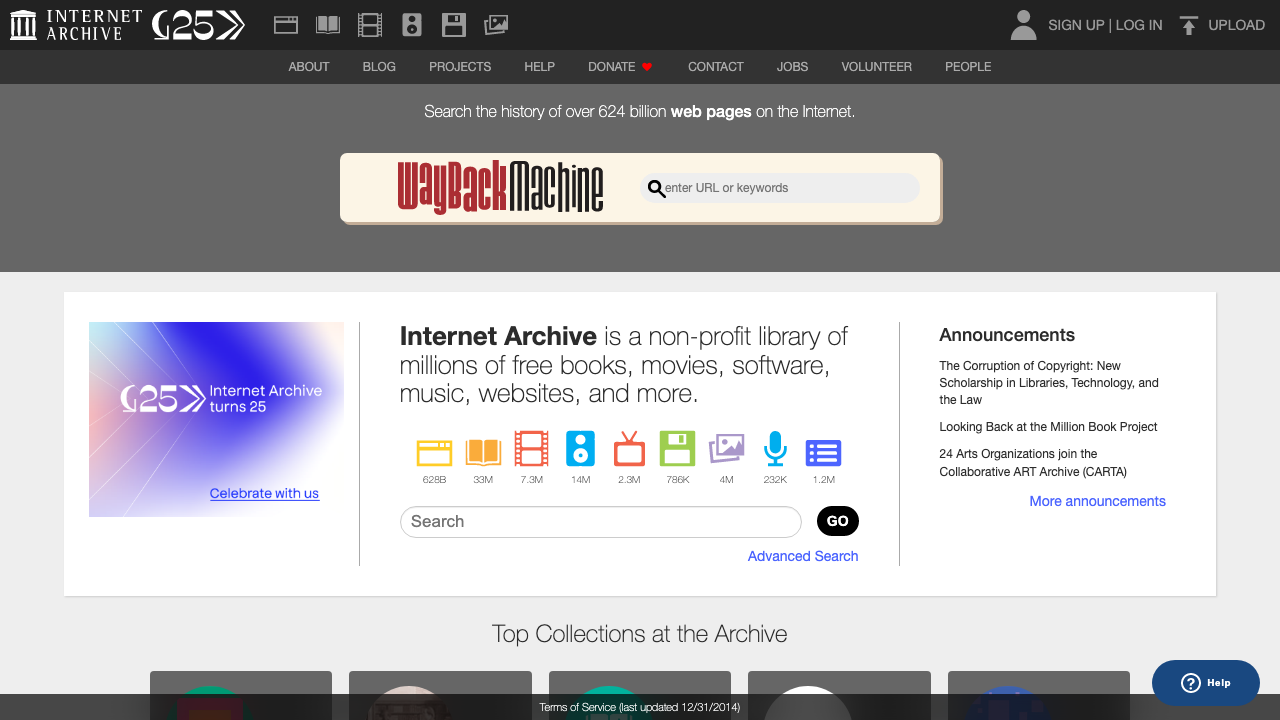 INTERNET ARCHIVE 25
SIGN UP | LOG IN
UPLOAD
ABOUT BLOG PROJECTS HELP DONATE CONTACT JOBS VOLUNTEER PEOPLE
Search the history of over 624 billion web pages on the Internet.
WayBackMachine
enter URL or keywords
25 Internet Archive
turns 25
Celebrate with us
Internet Archive is a non-profit library of
millions of free books, movies, software,
music, websites, and more.
628B 33M 7.3M 14M 2.3M 786K 4M 232K 1.2M
Search
GO
Advanced Search
Announcements
The Corruption of Copyright: New
Scholarship in Libraries, Technology, and
the Law
Looking Back at the Million Book Project
24 Arts Organizations join the
Collaborative ART Archive (CARTA)
More announcements
Top Collections at the Archive
Help
Terms of Service (last updated 12/31/2014)